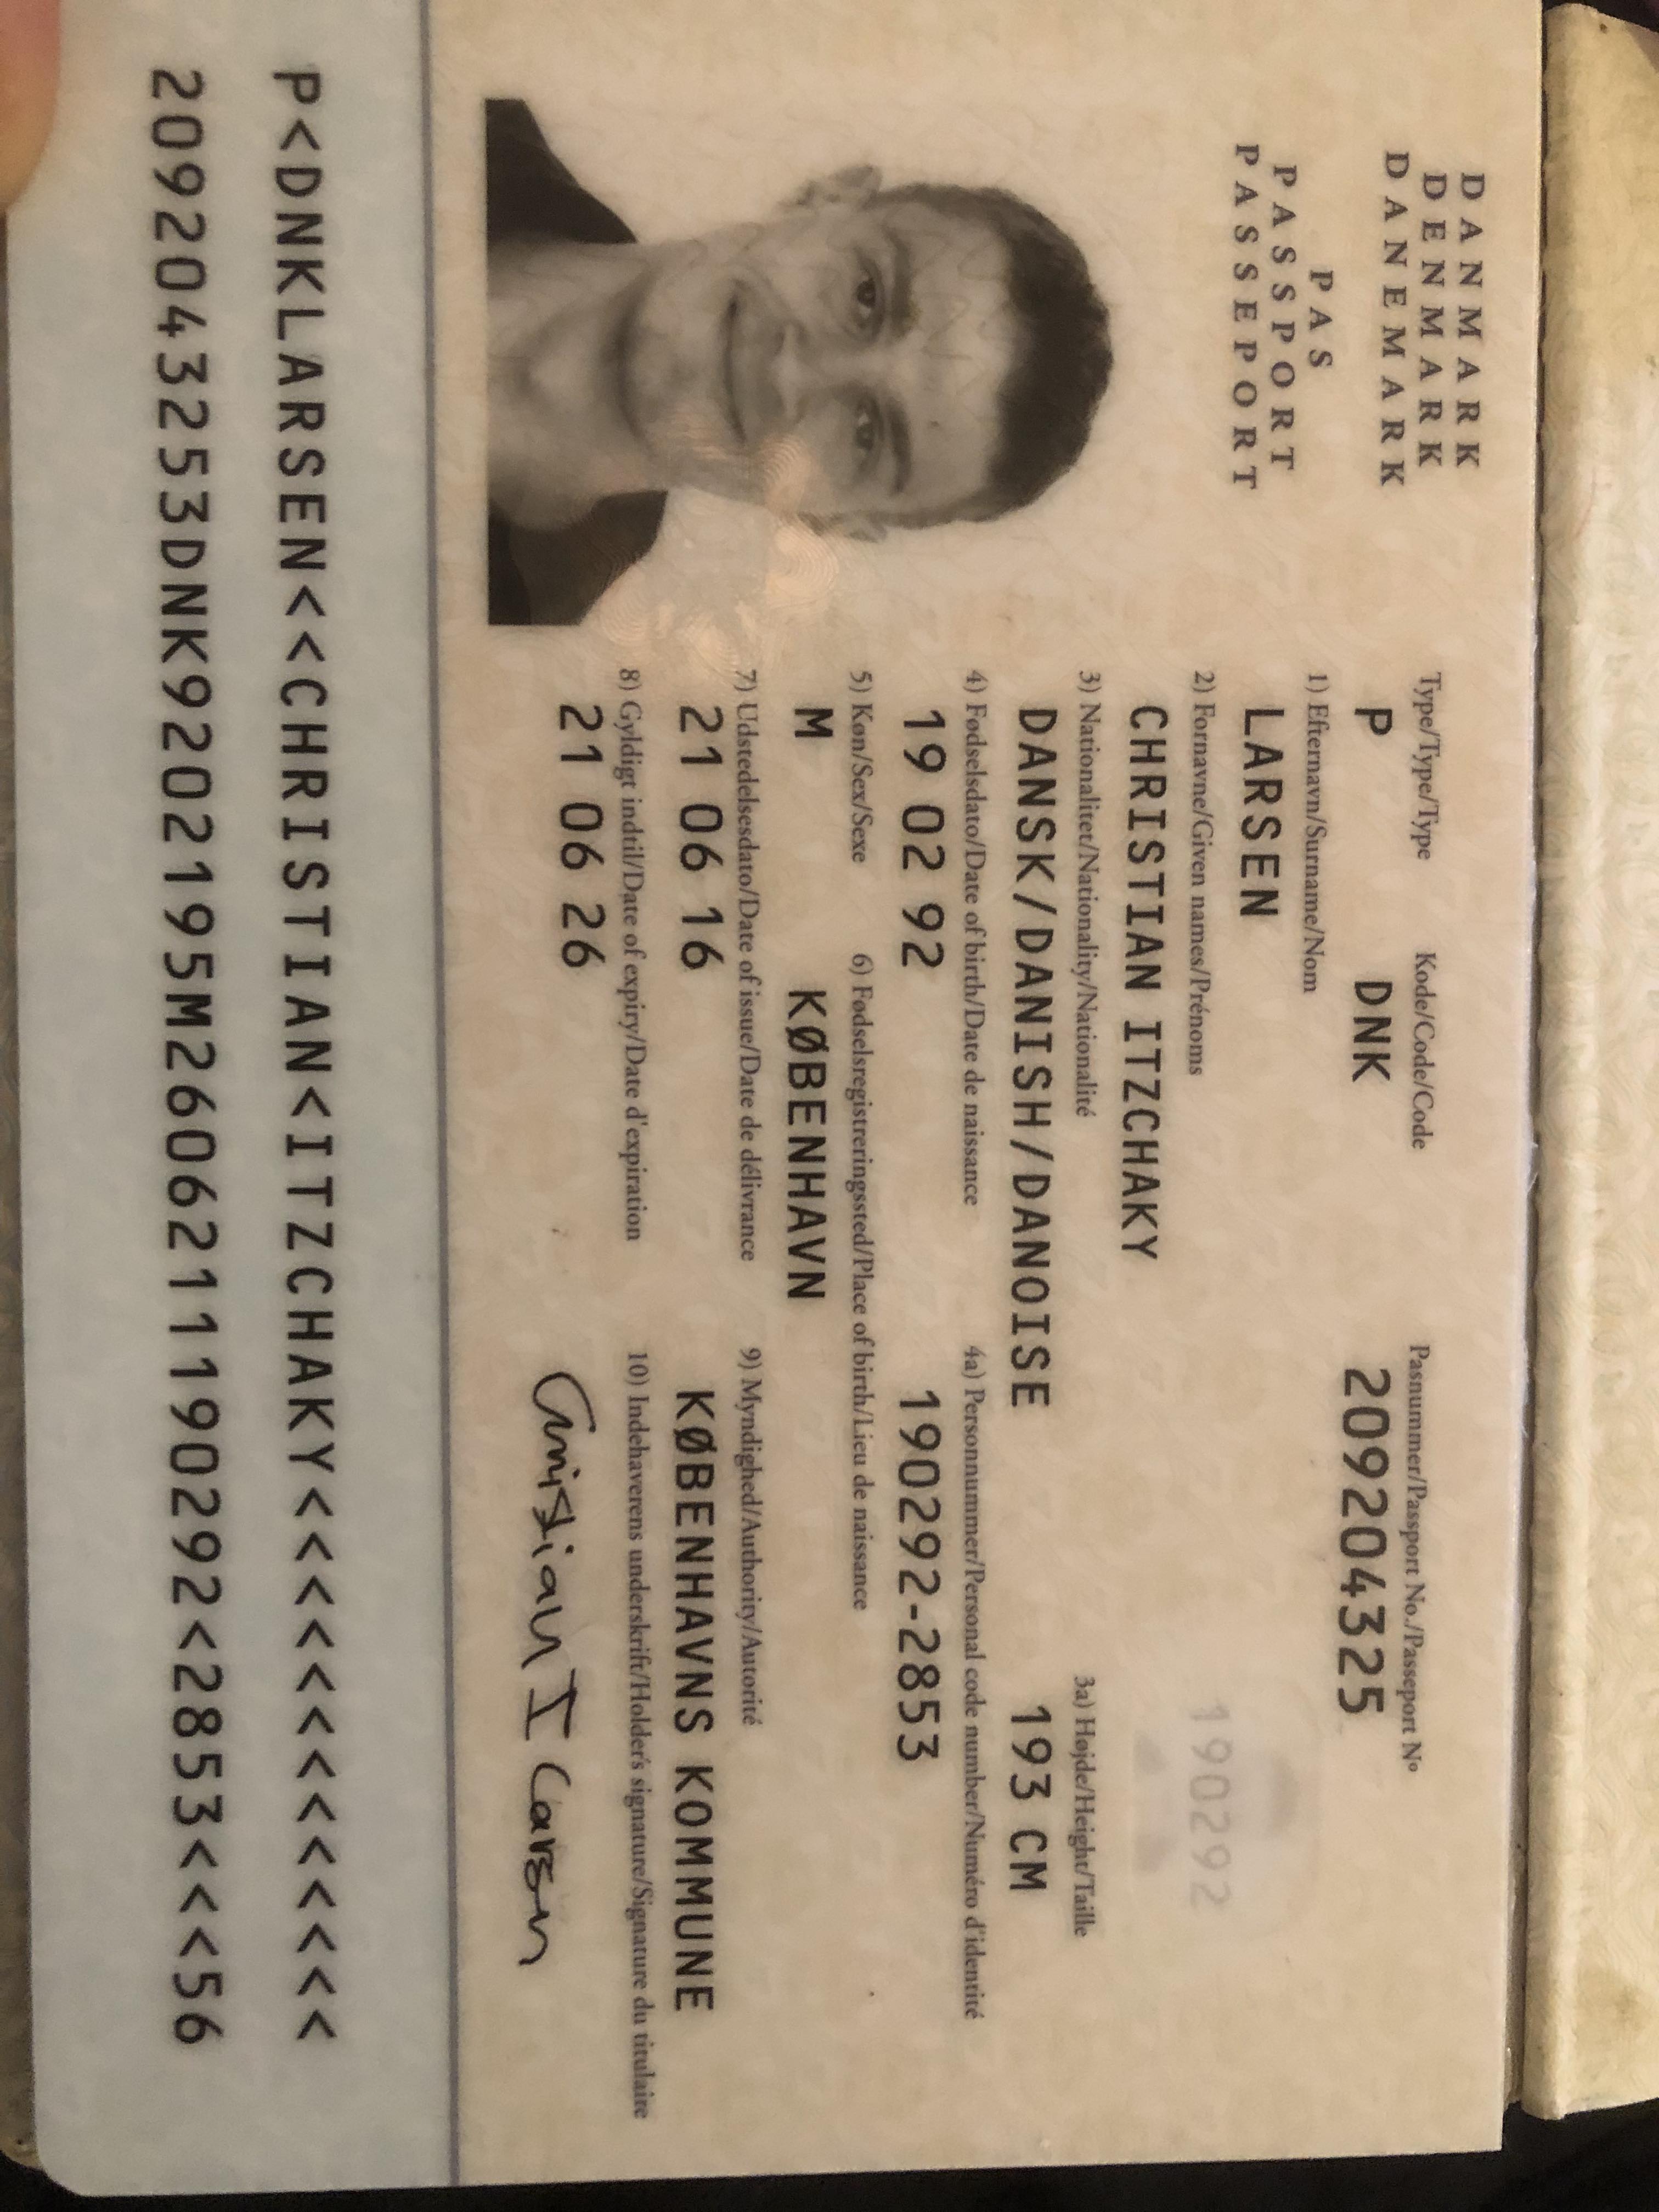 DANMARK
DENMARK
DANEMARK
PAS
PASSPORT
PASSEPORT
Type/Type/Type
Kode/Code/Code
Pasnummer/Passport No./Passeport Nº
P
DNK
209204325
1) Efternavn/Surname/Nom
LARSEN
190292
2) Fornavne/Given names/Prénoms
CHRISTIAN ITZCHAKY
3) Nationalitet/Nationality/Nationalité
3a) Højde/Height/Taille
DANSK/DANISH/DANOISE
193 CM
4) Fødselsdato/Date of birth/Date de naissance
4a) Personnummer/Personal code number/Numéro d'identité
19 02 92
190292-2853
5) Køn/Sex/Sexe
6) Fødselsregistreringssted/Place of birth/Lieu de naissance
M
KØBENHAVN
7) Udstedelsesdato/Date of issue/Date de délivrance
9) Myndighed/Authority/Autorité
21 06 16
KØBENHAVNS KOMMUNE
8) Gyldigt indtil/Date of expiry/Date d'expiration
10) Indehaverens underskrift/Holder's signature/Signature du titulaire
21 06 26
Christian I Larsen
P<DNKLARSEN<<CHRISTIAN<ITZCHAKY<<<<<<<<<<<<<
2092043253DNK9202195M2606211190292<2853<<<56